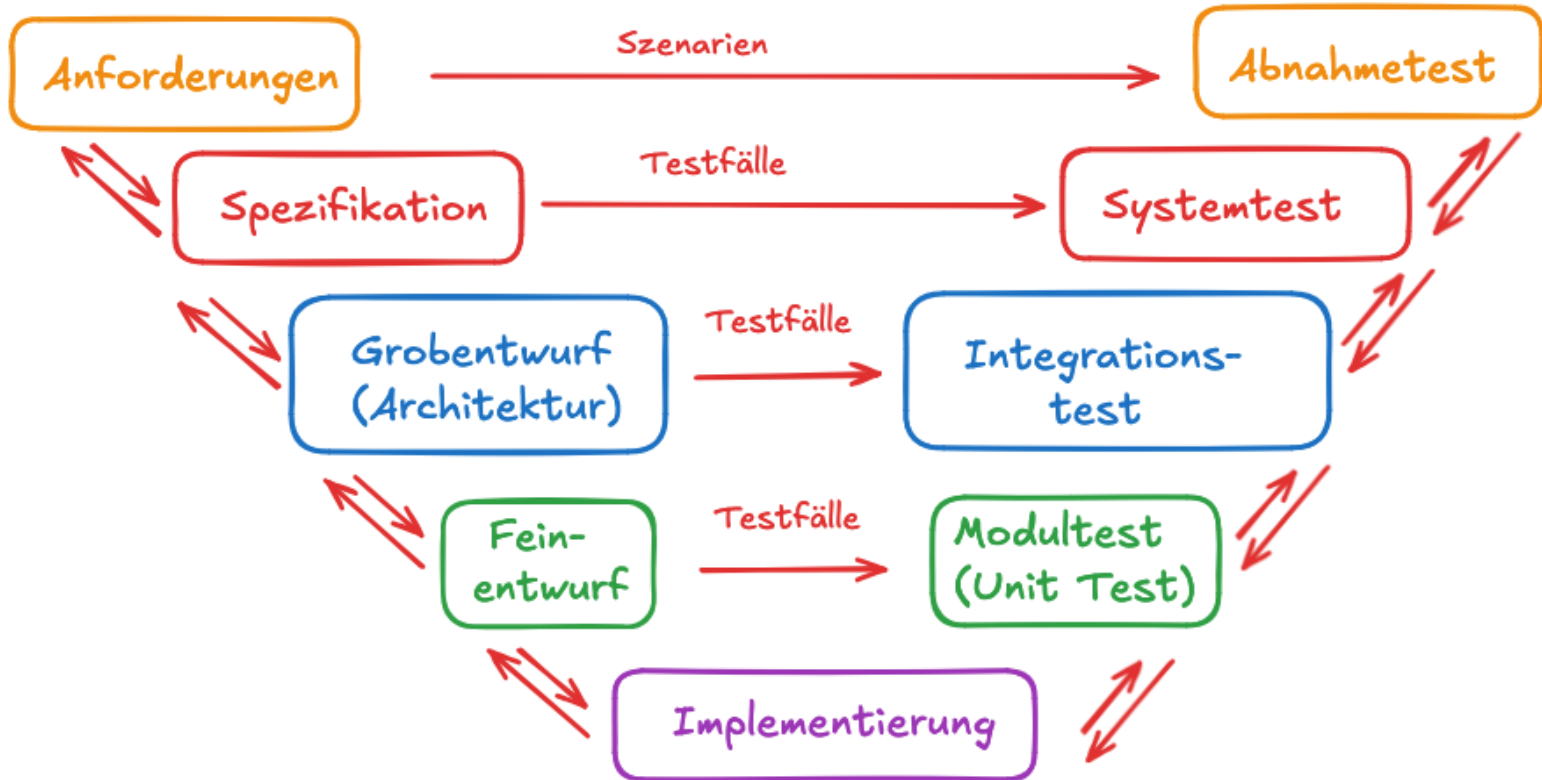 Anforderungen
Szenarien
Abnahmetest
Spezifikation
Testfälle
Systemtest
Grobentwurf
(Architektur)
Testfälle
Integrations-
test
Fein-
entwurf
Testfälle
Modultest
(Unit Test)
Implementierung